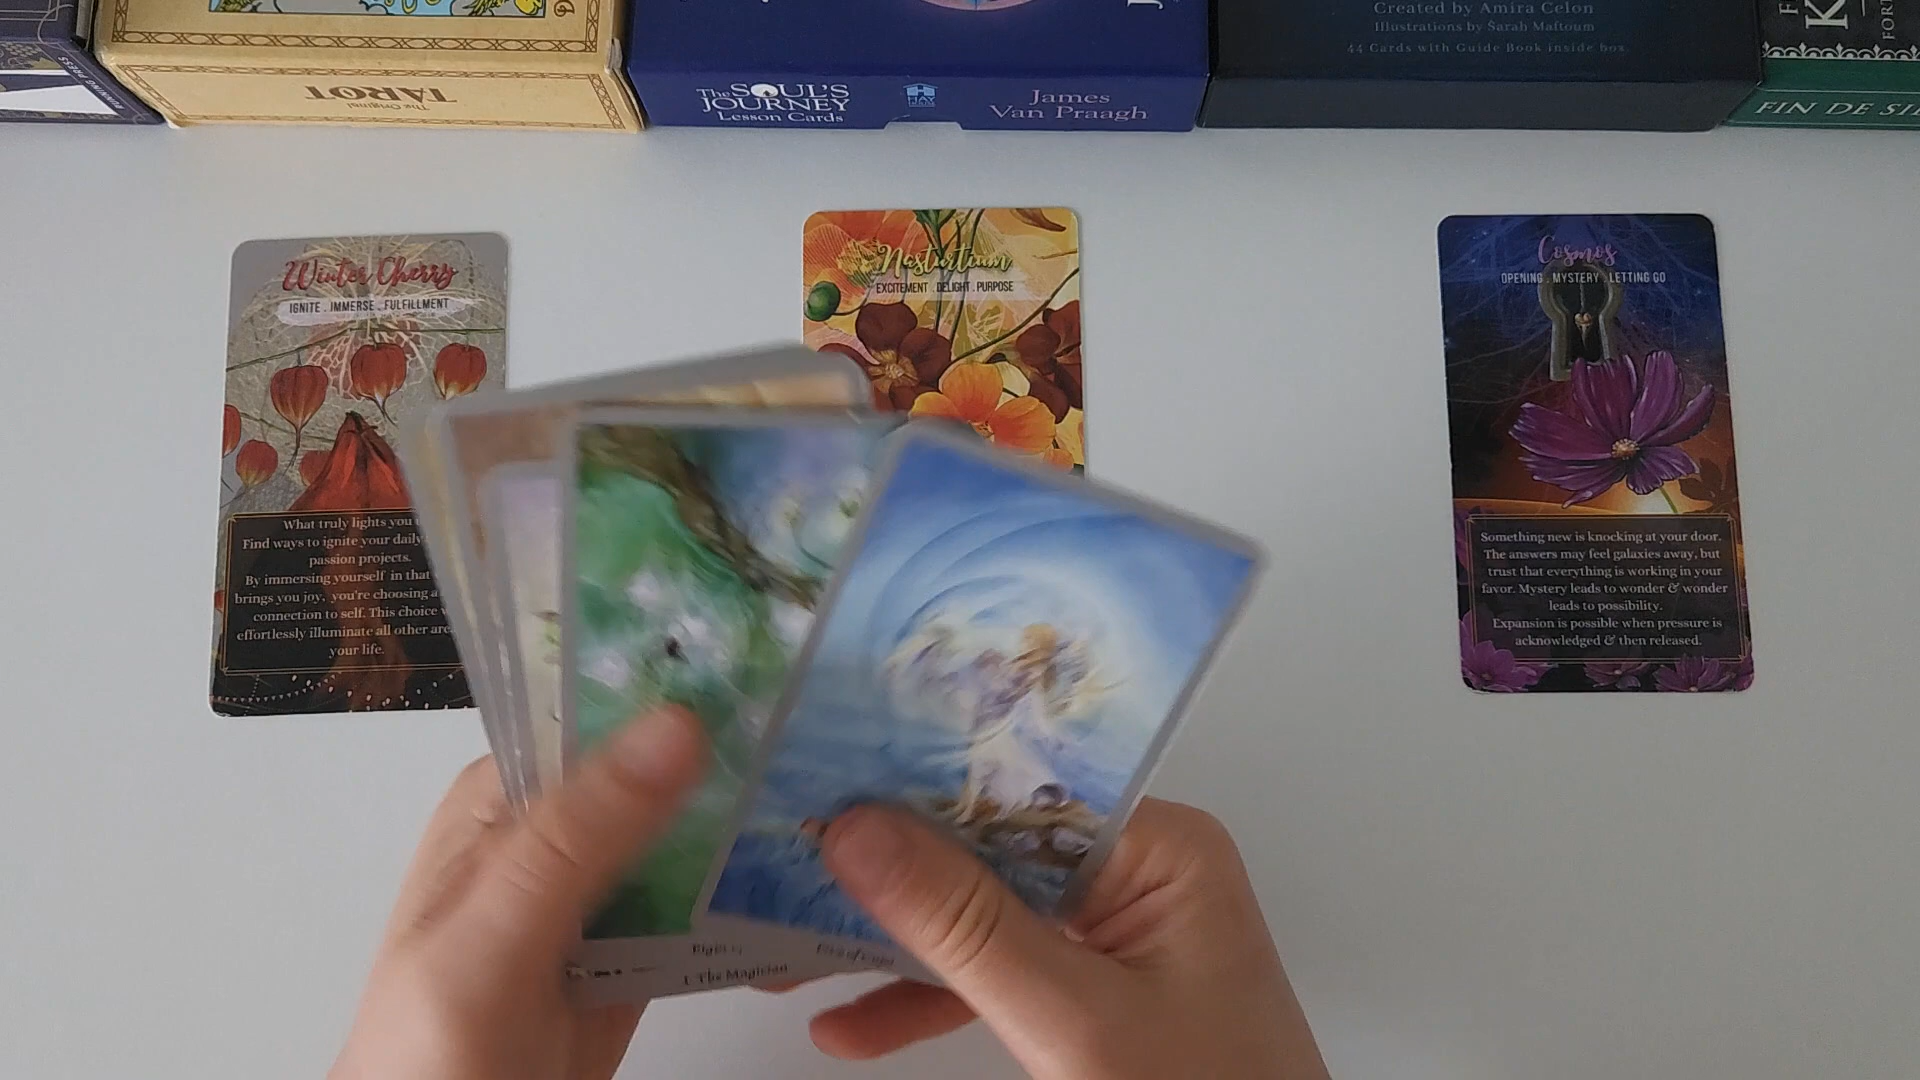 RUNNING PRESS
The Original
TAROT
The SOUL'S
JOURNEY
Lesson Cards
HAY
HOUSE
James
Van Praagh
Created by Amira Celon
Illustrations by Sarah Maftoum
44 Cards with Guide Book inside box
FIN DE
Winter Cherry
IGNITE . IMMERSE . FULFILLMENT
What truly lights you
Find ways to ignite your daily
passion projects.
By immersing yourself in that
brings you joy, you're choosing a
connection to self. This choice
effortlessly illuminate all other
your life.
Nasturtium
EXCITEMENT . DELIGHT . PURPOSE
Cosmos
OPENING . MYSTERY . LETTING GO
Something new is knocking at your door.
The answers may feel galaxies away, but
trust that everything is working in your
favor. Mystery leads to wonder & wonder
leads to possibility.
Expansion is possible when pressure is
acknowledged & then released.
I The Magician